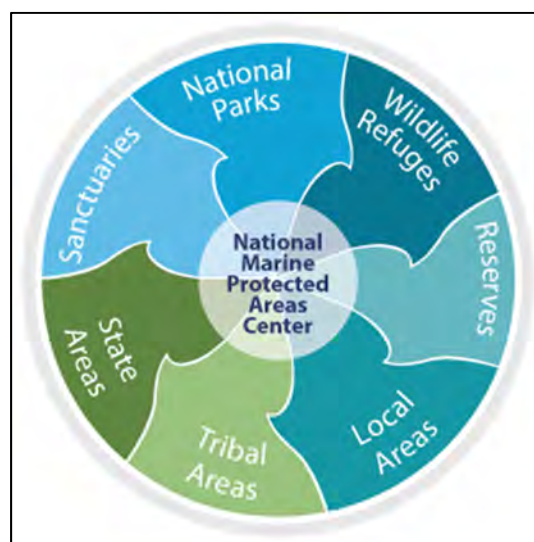 National
Parks
Wildlife
Refuges
Reserves
Local
Areas
Tribal
Areas
State
Areas
Sanctuaries
National
Marine
Protected
Areas
Center